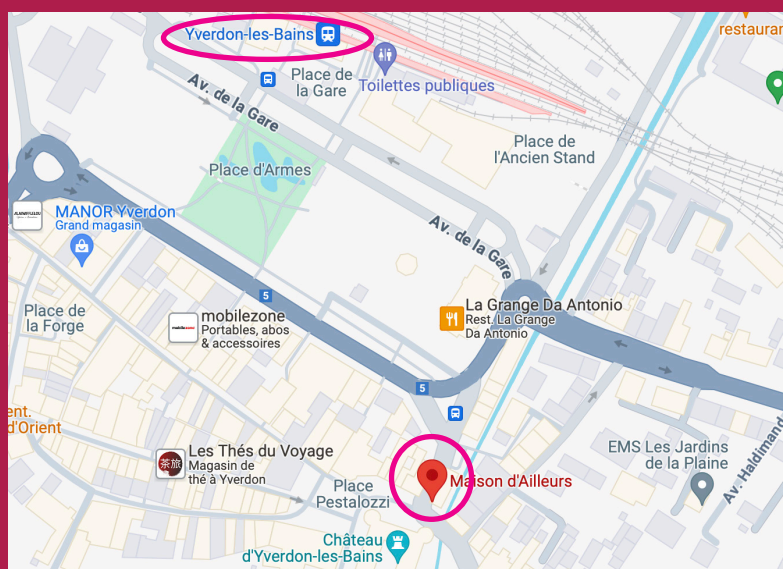 restauran
Yverdon-les-Bains
Place de
la Gare
Toilettes publiques
Av. de la Gare
Place de
l'Ancien Stand
Place d'Armes
MANOR Yverdon
Grand magasin
Av. de la Gare
5
La Grange Da Antonio
Rest. La Grange
Da Antonio
Place de
la Forge
mobilezone
Portables, abos
& accessoires
5
ent.
d'Orient
Les Thés du Voyage
Magasin de
thé à Yverdon
茶旅
EMS Les Jardins
de la Plaine
Av. Haldimand
Maison d'Ailleurs
Place
Pestalozzi
Château
d'Yverdon-les-Bains